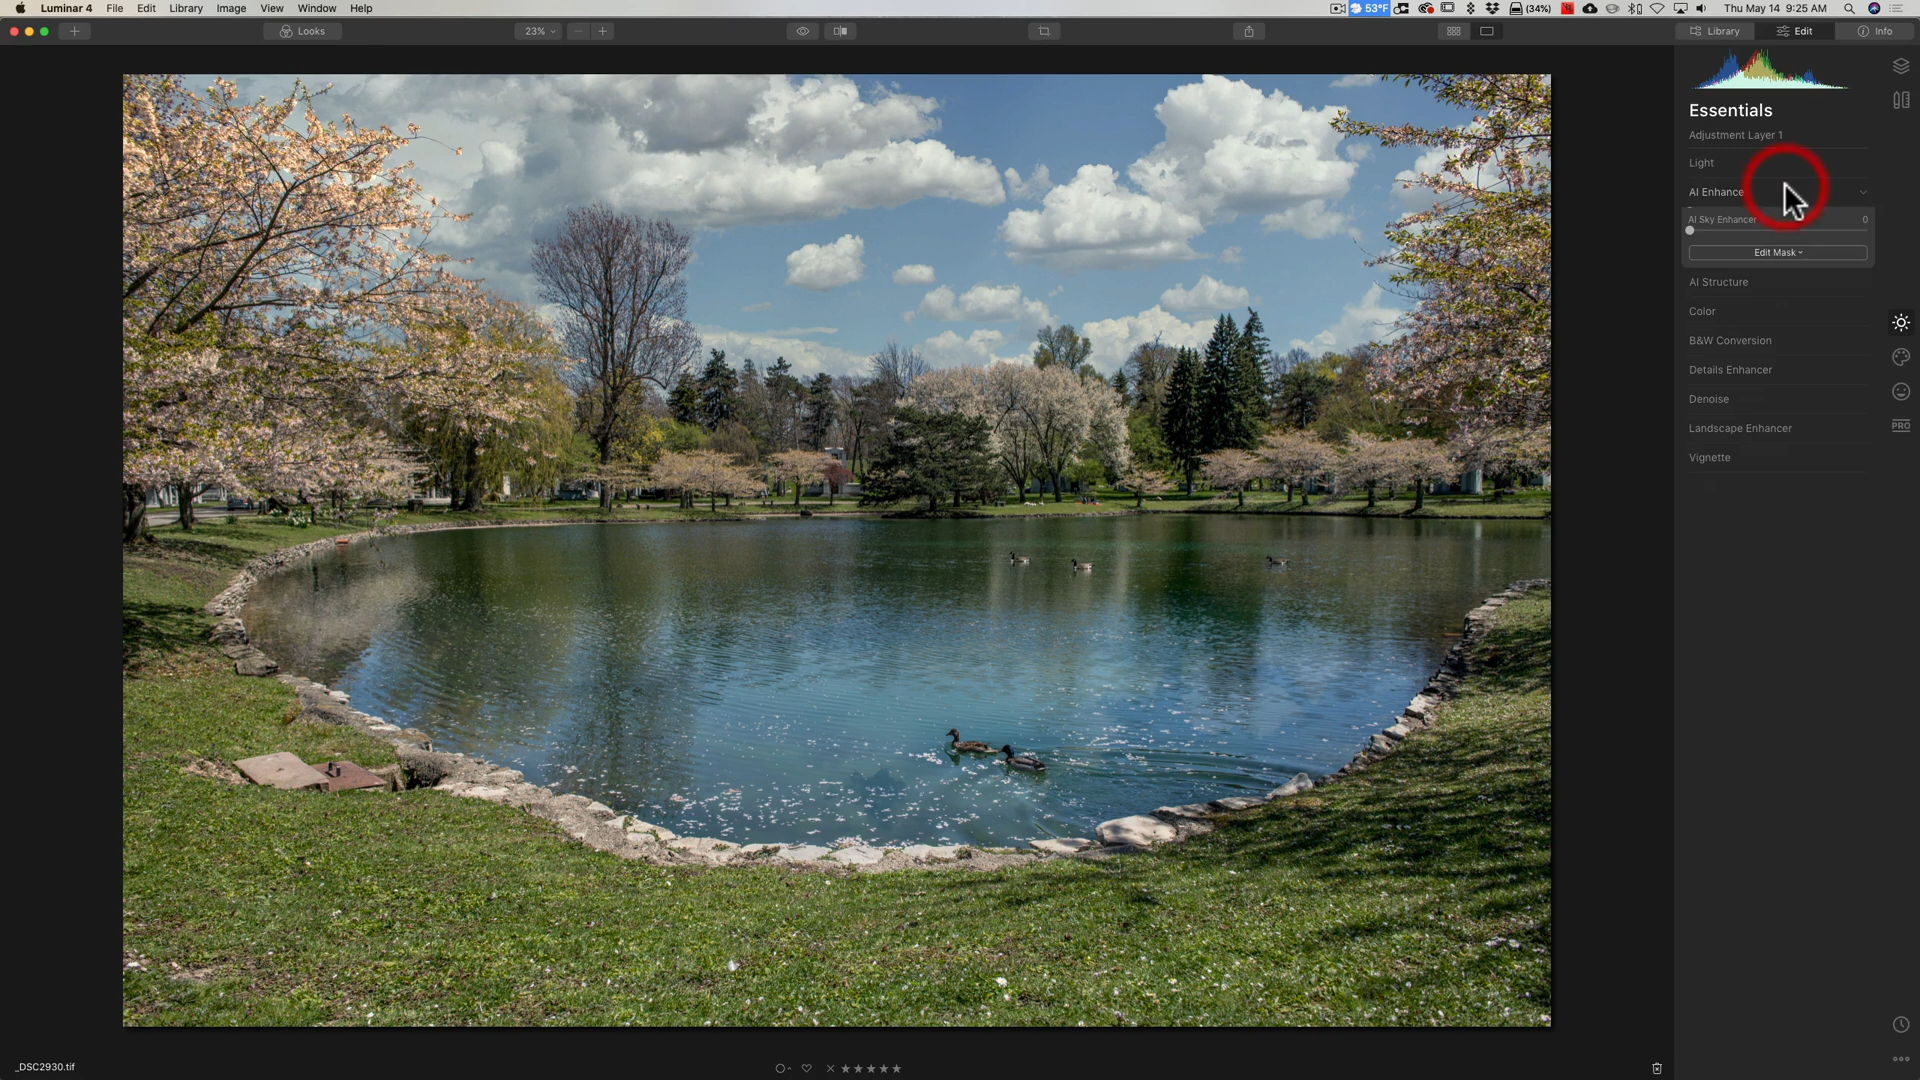 Luminar 4 File Edit Library Image View Window Help 53°F (34%) Thu May 14 9:25 AM
Looks 23% Library Edit Info
Essentials
Adjustment Layer 1
Light
AI Enhance
AI Sky Enhancer 0
Edit Mask
AI Structure
Color
B&W Conversion
Details Enhancer
Denoise
PRO
Landscape Enhancer
Vignette
_DSC2930.tif